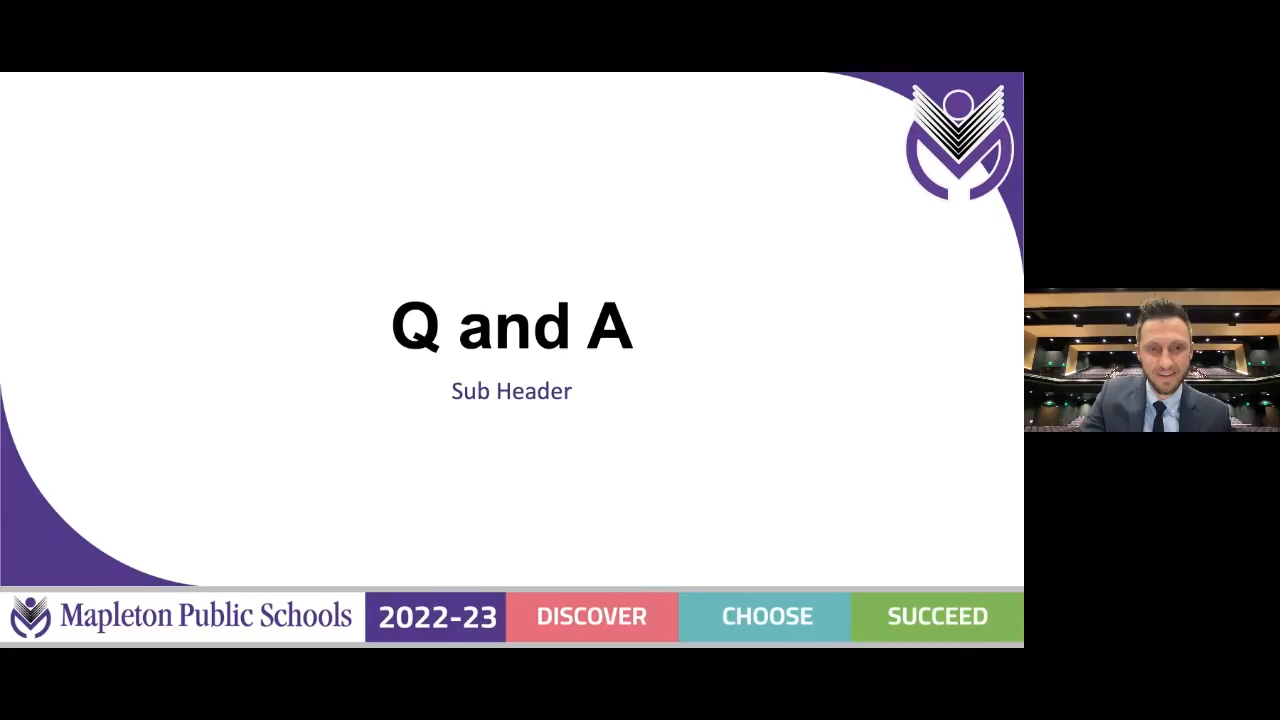 Q and A
Sub Header
Mapleton Public Schools 2022-23 DISCOVER CHOOSE SUCCEED